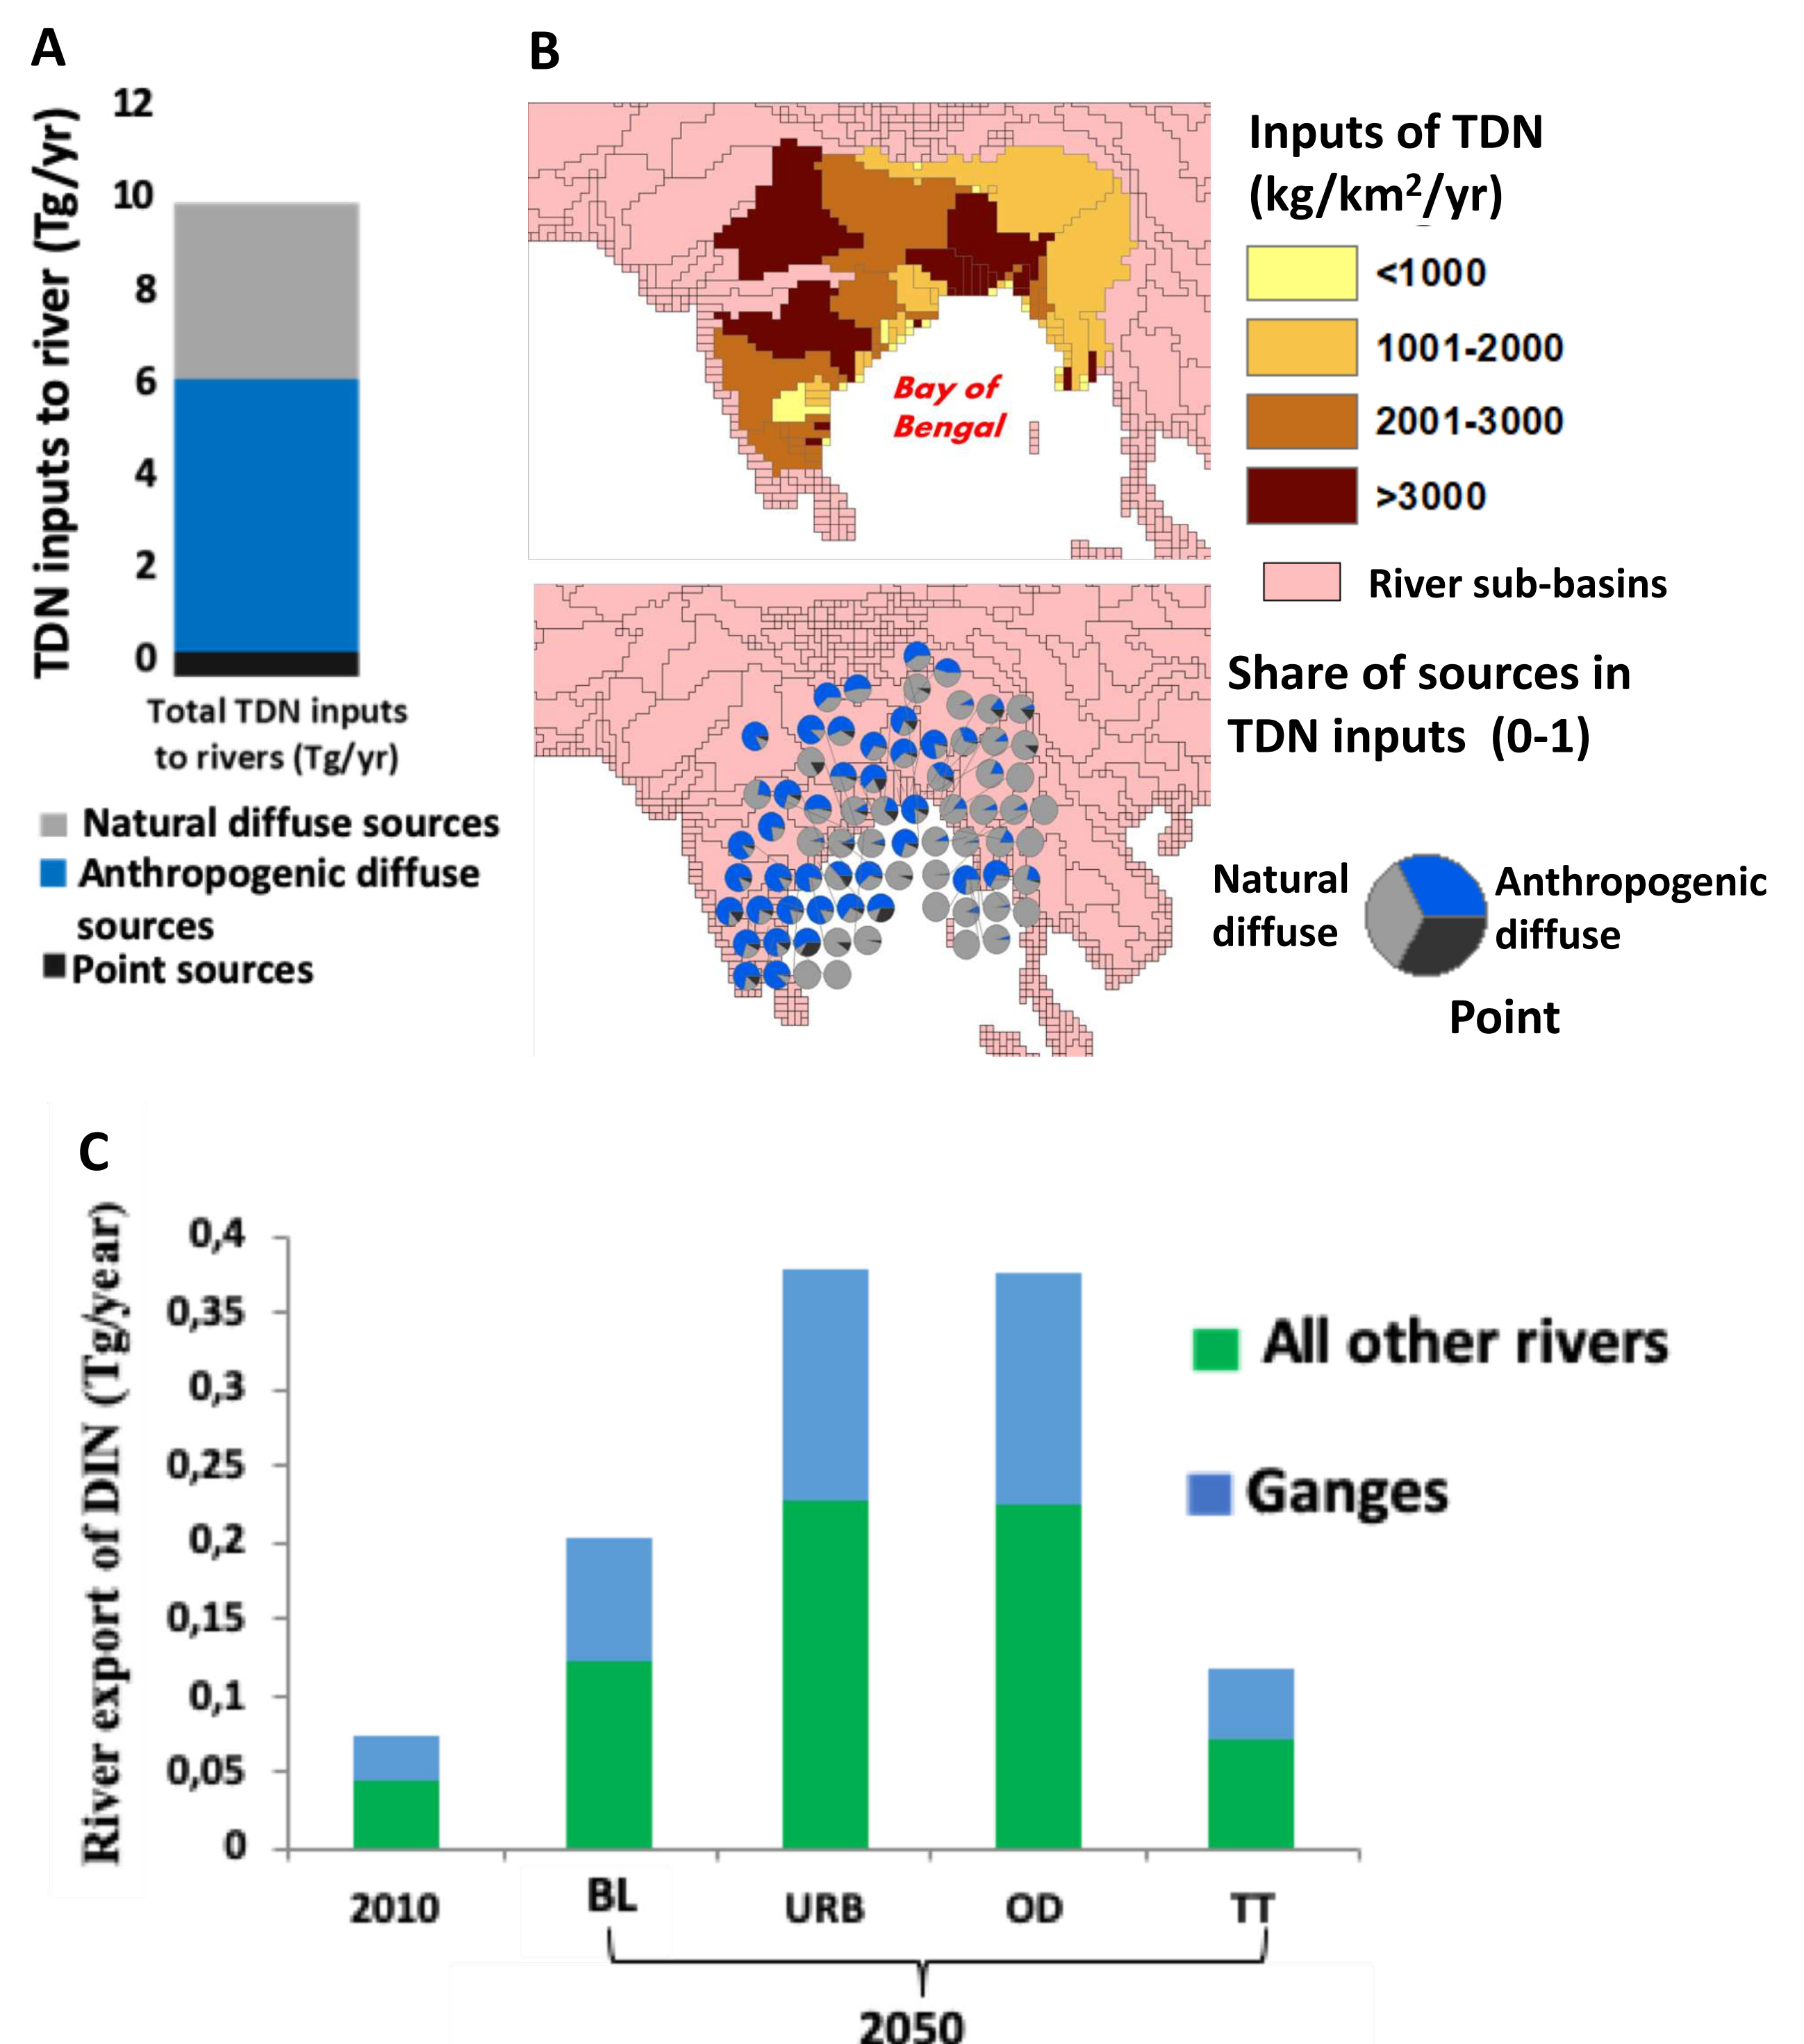 A
TDN inputs to river (Tg/yr)
12
10
8
6
4
2
0
Total TDN inputs
to rivers (Tg/yr)
Natural diffuse sources
Anthropogenic diffuse
sources
Point sources
B
Bay of
Bengal
Inputs of TDN
(kg/km²/yr)
<1000
1001-2000
2001-3000
>3000
River sub-basins
Share of sources in
TDN inputs (0-1)
Natural
diffuse
Anthropogenic
diffuse
Point
C
River export of DIN (Tg/year)
0,4
0,35
0,3
0,25
0,2
0,15
0,1
0,05
0
2010
BL
URB
OD
TT
2050
All other rivers
Ganges